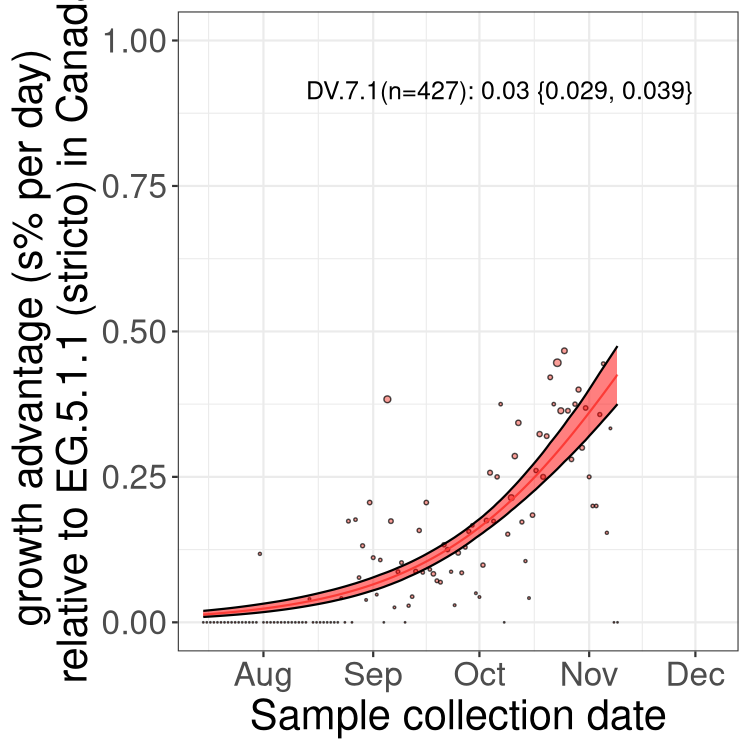 growth advantage (s% per day)
relative to EG.5.1.1 (stricto) in Canad
1.00
0.75
0.50
0.25
0.00
DV.7.1(n=427): 0.03 {0.029, 0.039}
Aug Sep Oct Nov Dec
Sample collection date